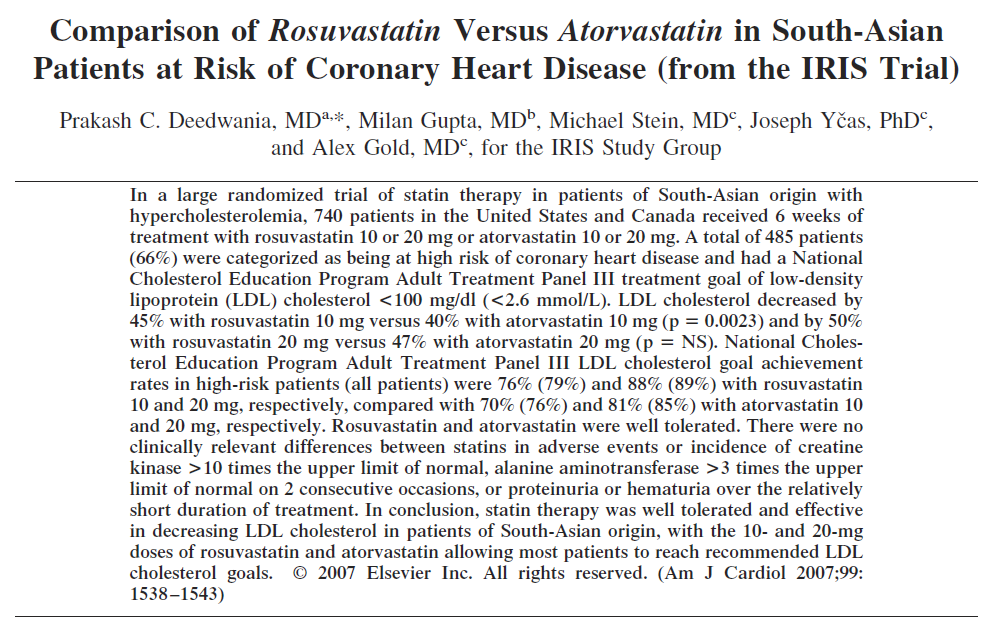 Comparison of Rosuvastatin Versus Atorvastatin in South-Asian
Patients at Risk of Coronary Heart Disease (from the IRIS Trial)
Prakash C. Deedwania, MDa,*, Milan Gupta, MDb, Michael Stein, MDc, Joseph Yčas, PhDc,
and Alex Gold, MDc, for the IRIS Study Group
In a large randomized trial of statin therapy in patients of South-Asian origin with
hypercholesterolemia, 740 patients in the United States and Canada received 6 weeks of
treatment with rosuvastatin 10 or 20 mg or atorvastatin 10 or 20 mg. A total of 485 patients
(66%) were categorized as being at high risk of coronary heart disease and had a National
Cholesterol Education Program Adult Treatment Panel III treatment goal of low-density
lipoprotein (LDL) cholesterol <100 mg/dl (<2.6 mmol/L). LDL cholesterol decreased by
45% with rosuvastatin 10 mg versus 40% with atorvastatin 10 mg (p = 0.0023) and by 50%
with rosuvastatin 20 mg versus 47% with atorvastatin 20 mg (p = NS). National Choles-
terol Education Program Adult Treatment Panel III LDL cholesterol goal achievement
rates in high-risk patients (all patients) were 76% (79%) and 88% (89%) with rosuvastatin
10 and 20 mg, respectively, compared with 70% (76%) and 81% (85%) with atorvastatin 10
and 20 mg, respectively. Rosuvastatin and atorvastatin were well tolerated. There were no
clinically relevant differences between statins in adverse events or incidence of creatine
kinase >10 times the upper limit of normal, alanine aminotransferase >3 times the upper
limit of normal on 2 consecutive occasions, or proteinuria or hematuria over the relatively
short duration of treatment. In conclusion, statin therapy was well tolerated and effective
in decreasing LDL cholesterol in patients of South-Asian origin, with the 10- and 20-mg
doses of rosuvastatin and atorvastatin allowing most patients to reach recommended LDL
cholesterol goals. © 2007 Elsevier Inc. All rights reserved. (Am J Cardiol 2007;99:
1538–1543)